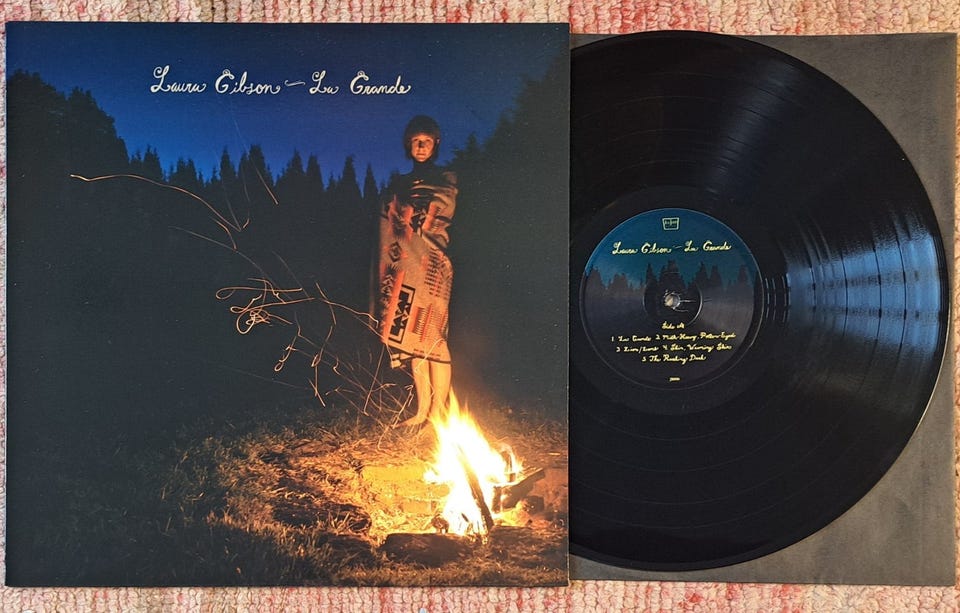 Laura Gibson — La Grande
Laura Gibson — La Grande
Side A
1 La Grande 2 Milk-Heavy, Pollen-Eyed
3 Lion/Lamb 4 Skin, Warming Skin
5 The Rushing Dark